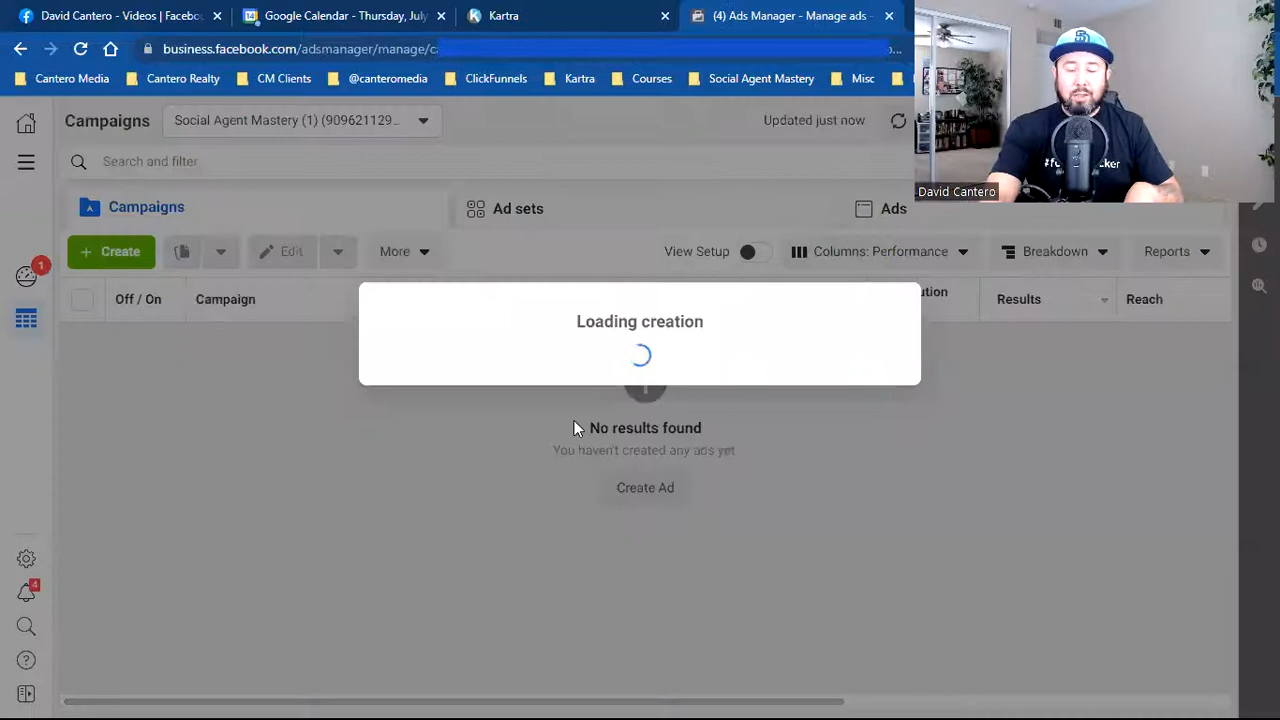 David Cantero - Videos | Facebo
Google Calendar - Thursday, July
Kartra
(4) Ads Manager - Manage ads -
business.facebook.com/adsmanager/manage/c
Cantero Media
Cantero Realty
CM Clients
@canteromedia
ClickFunnels
Kartra
Courses
Social Agent Mastery
Misc
Campaigns
Social Agent Mastery (1) (909621129...
Updated just now
David Cantero
Search and filter
Campaigns
Ad sets
Ads
+ Create
Edit
More
View Setup
Columns: Performance
Breakdown
Reports
Off / On
Campaign
ution
Results
Reach
1
Loading creation
No results found
You haven't created any ads yet
Create Ad
4